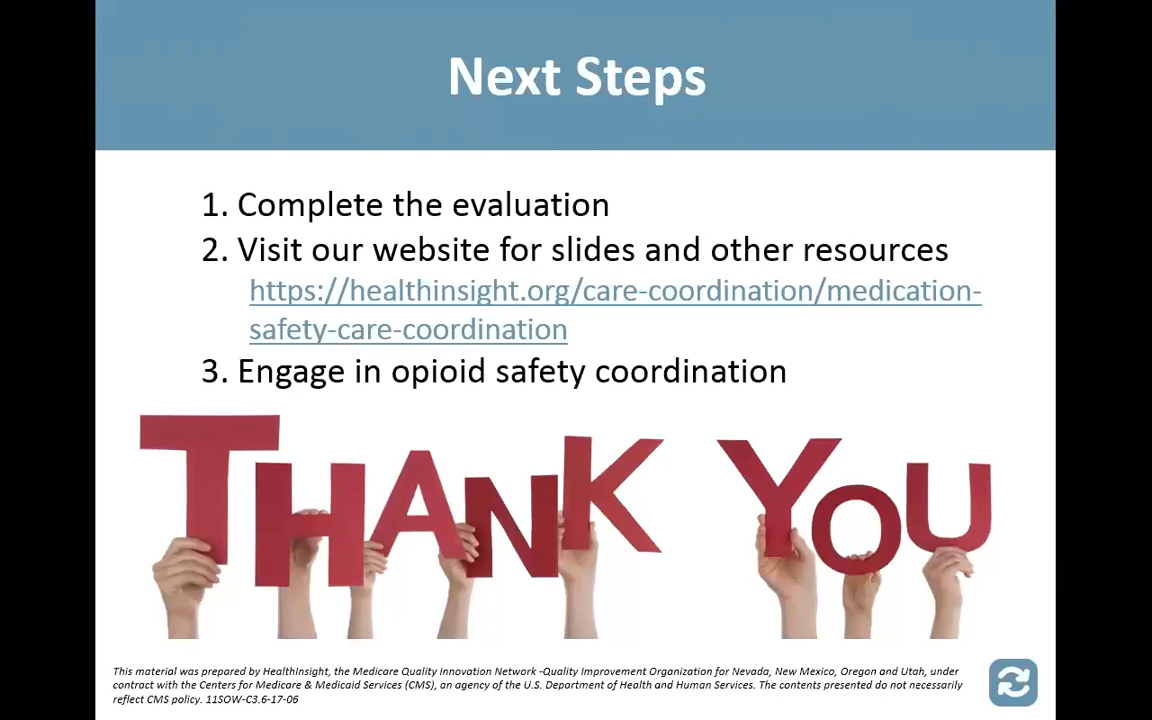 Next Steps
1. Complete the evaluation
2. Visit our website for slides and other resources
https://healthinsight.org/care-coordination/medication-
safety-care-coordination
3. Engage in opioid safety coordination
THANK YOU
This material was prepared by HealthInsight, the Medicare Quality Innovation Network -Quality Improvement Organization for Nevada, New Mexico, Oregon and Utah, under
contract with the Centers for Medicare & Medicaid Services (CMS), an agency of the U.S. Department of Health and Human Services. The contents presented do not necessarily
reflect CMS policy. 11SOW-C3.6-17-06